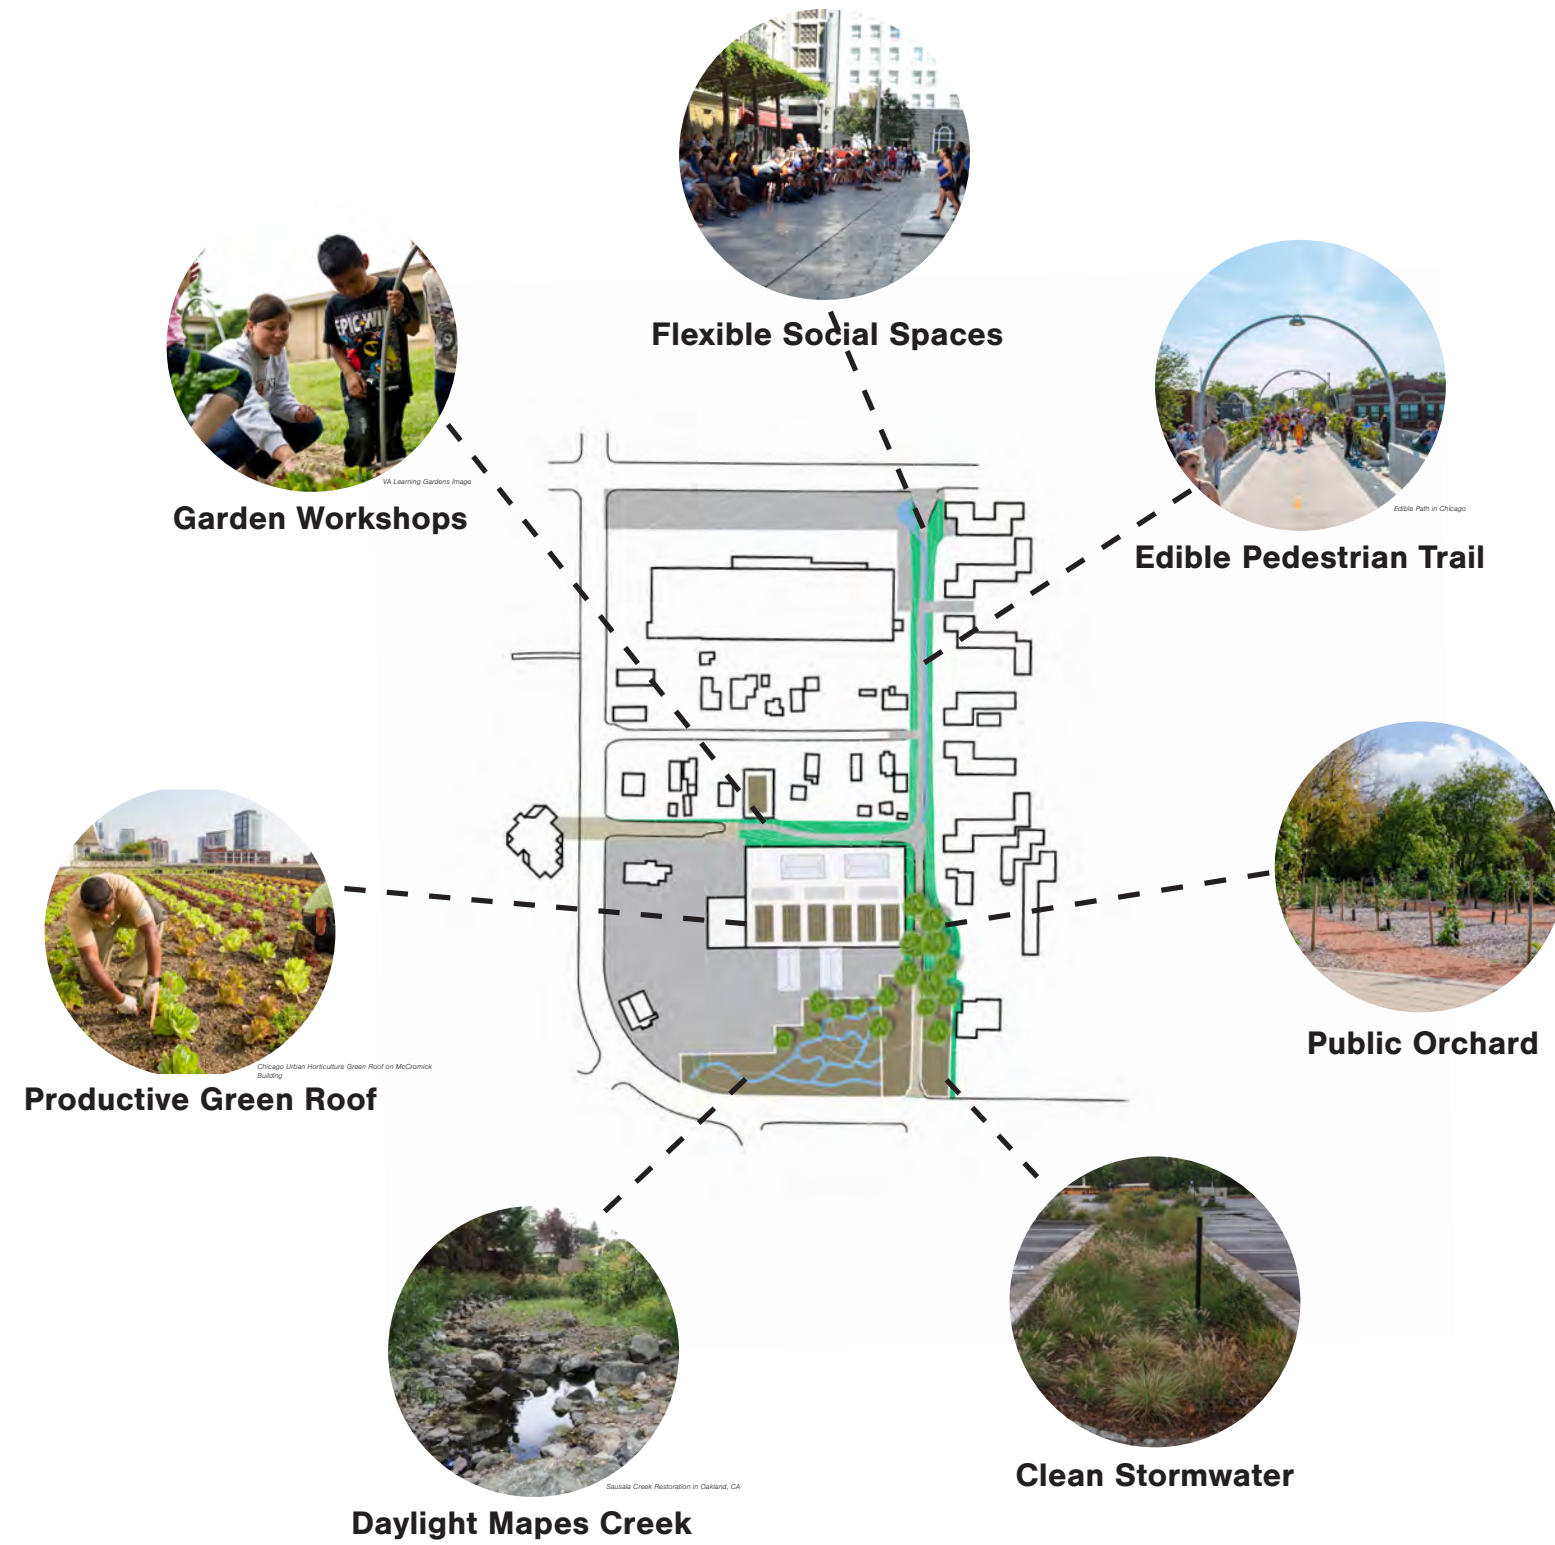 Flexible Social Spaces
EPIC WIN
VA Learning Gardens Image
Garden Workshops
Edible Path in Chicago
Edible Pedestrian Trail
Public Orchard
Chicago Urban Horticulture Green Roof on McCromick
Building
Productive Green Roof
Clean Stormwater
Sausala Creek Restoration in Oakland, CA
Daylight Mapes Creek